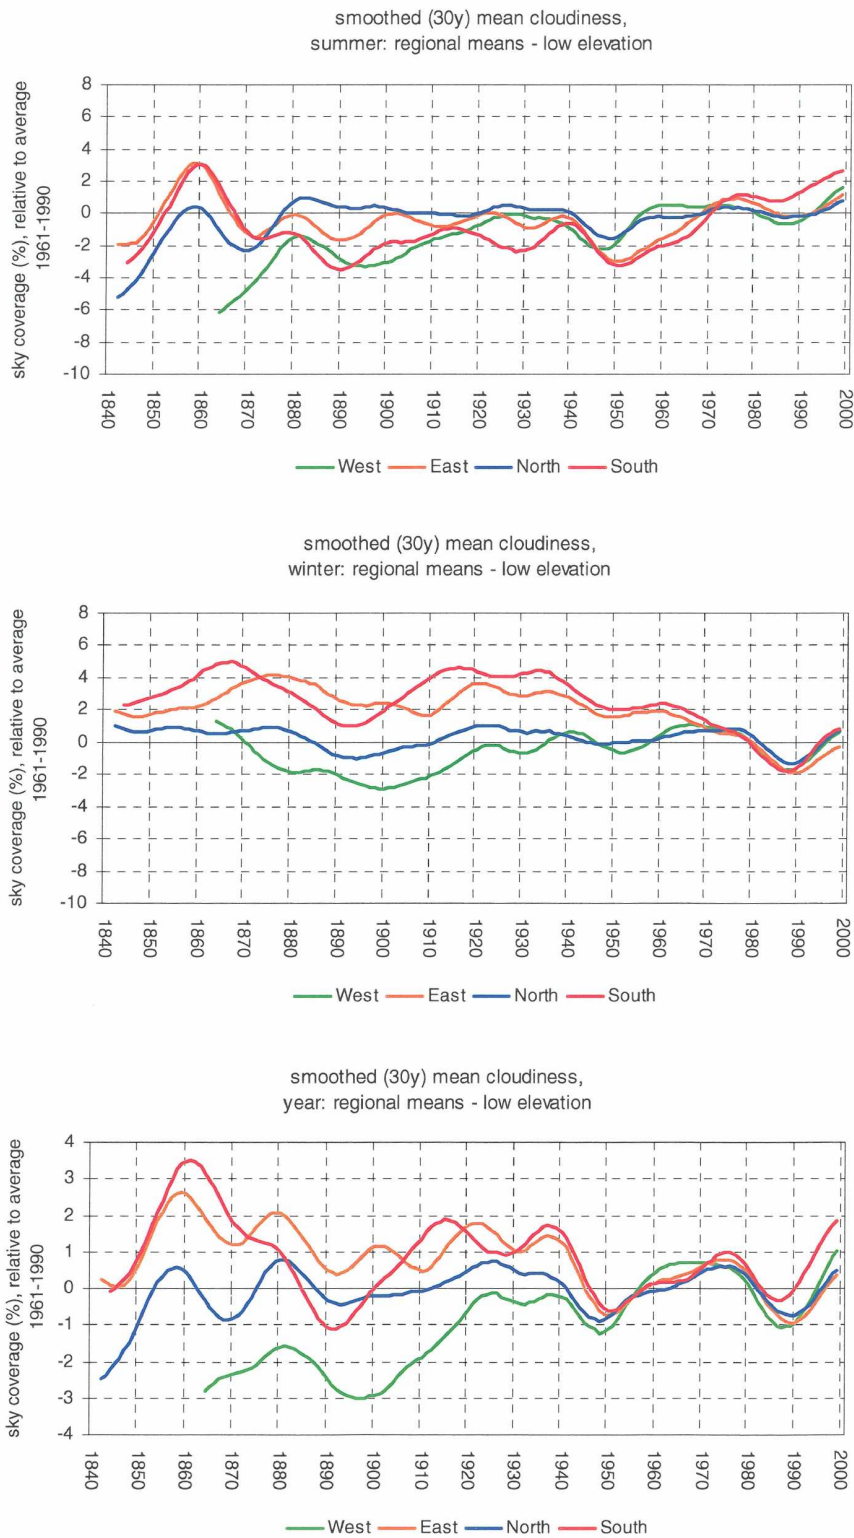 smoothed (30y) mean cloudiness,
summer: regional means - low elevation
sky coverage (%), relative to average
1961-1990
8
6
4
2
0
-2
-4
-6
-8
-10
1840 1850 1860 1870 1880 1890 1900 1910 1920 1930 1940 1950 1960 1970 1980 1990 2000
West East North South
smoothed (30y) mean cloudiness,
winter: regional means - low elevation
sky coverage (%), relative to average
1961-1990
8
6
4
2
0
-2
-4
-6
-8
-10
1840 1850 1860 1870 1880 1890 1900 1910 1920 1930 1940 1950 1960 1970 1980 1990 2000
West East North South
smoothed (30y) mean cloudiness,
year: regional means - low elevation
sky coverage (%), relative to average
1961-1990
4
3
2
1
0
-1
-2
-3
-4
1840 1850 1860 1870 1880 1890 1900 1910 1920 1930 1940 1950 1960 1970 1980 1990 2000
West East North South